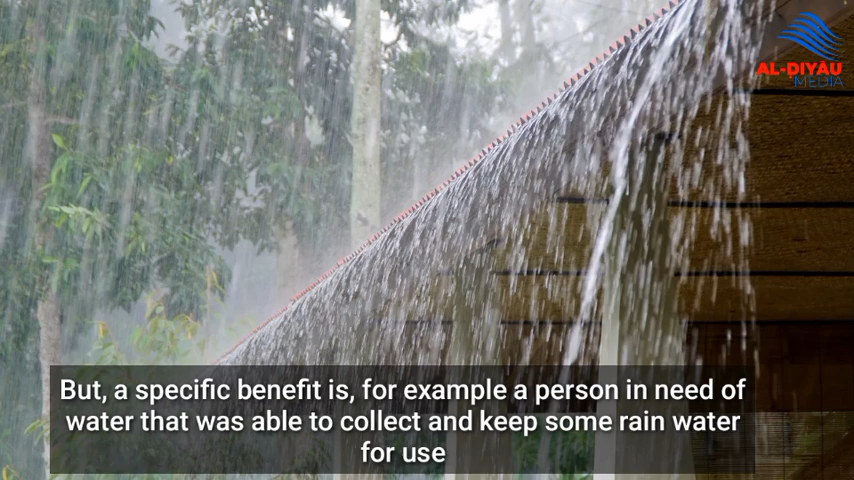 AL-DIYAU
MEDIA
But, a specific benefit is, for example a person in need of
water that was able to collect and keep some rain water
for use